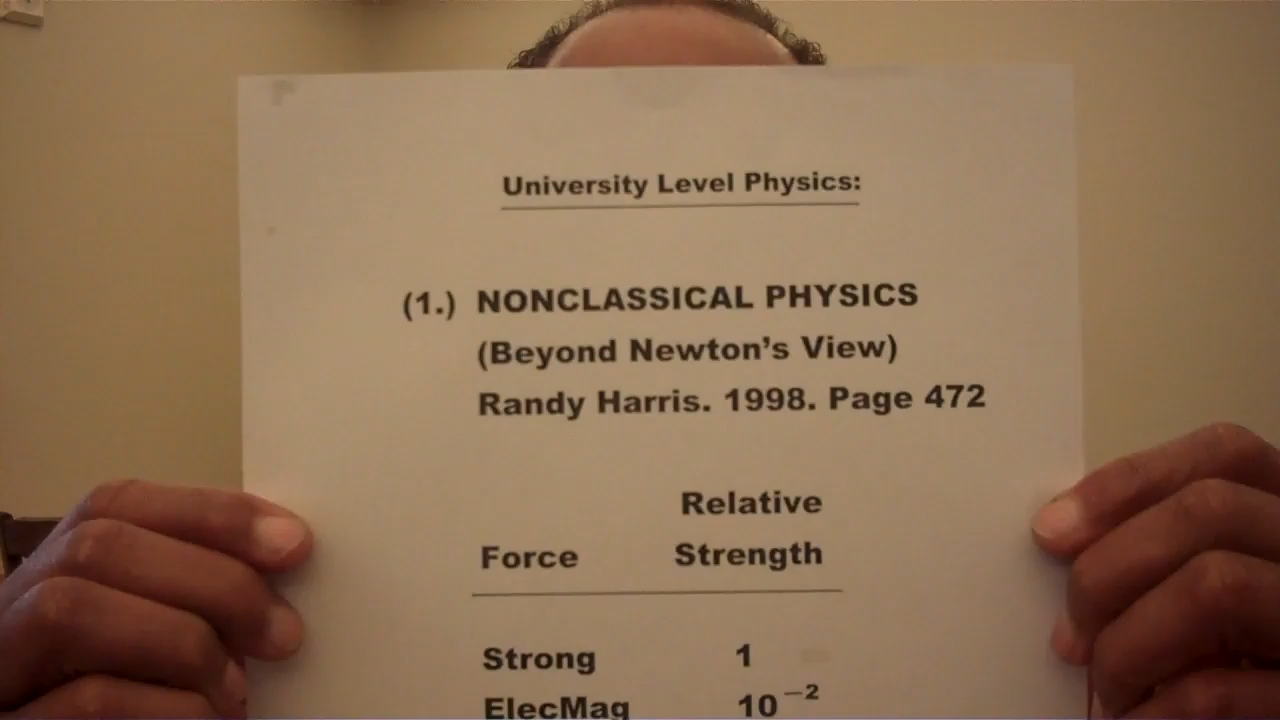 University Level Physics:
(1.) NONCLASSICAL PHYSICS
(Beyond Newton's View)
Randy Harris. 1998. Page 472
Relative
Force Strength
Strong 1
ElecMag 10⁻²